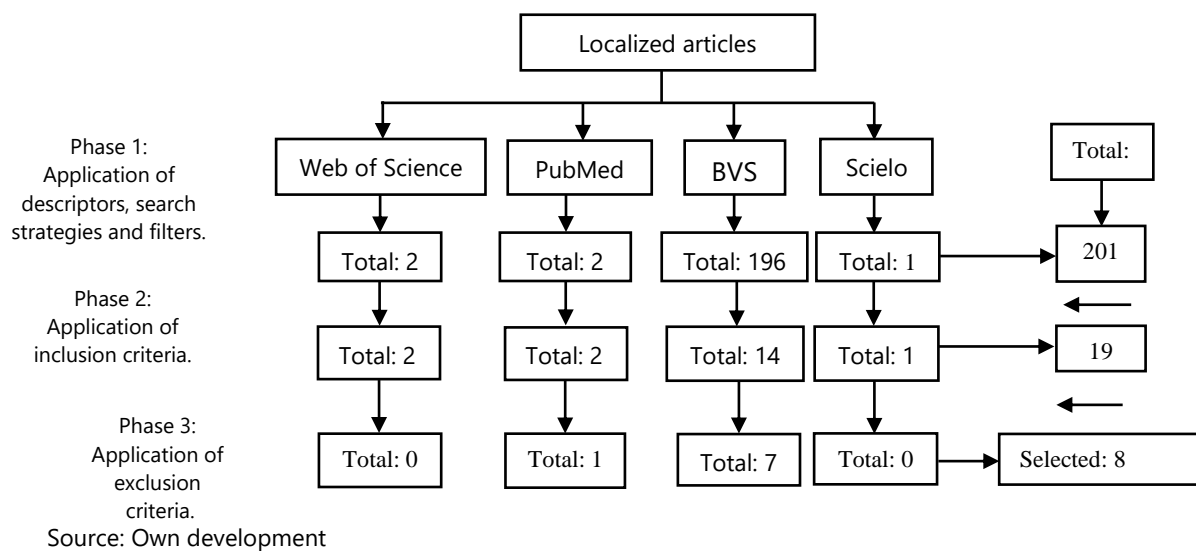 Localized articles
Phase 1:
Application of
descriptors, search
strategies and filters.
Web of Science
PubMed
BVS
Scielo
Total:
Total: 2
Total: 2
Total: 196
Total: 1
201
Phase 2:
Application of
inclusion criteria.
Total: 2
Total: 2
Total: 14
Total: 1
19
Phase 3:
Application of
exclusion
criteria.
Total: 0
Total: 1
Total: 7
Total: 0
Selected: 8
Source: Own development